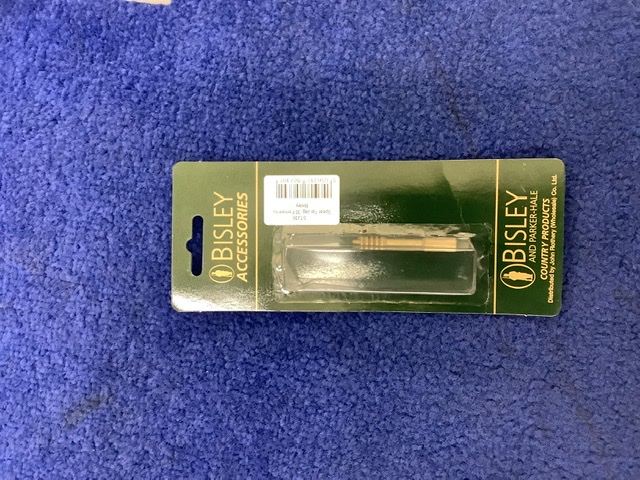 BISLEY
ACCESSORIES
Bisley
BISLEY
AND PARKER-HALE
COUNTRY PRODUCTS
Distributed by John Rothery (Wholesale) Co. Ltd.